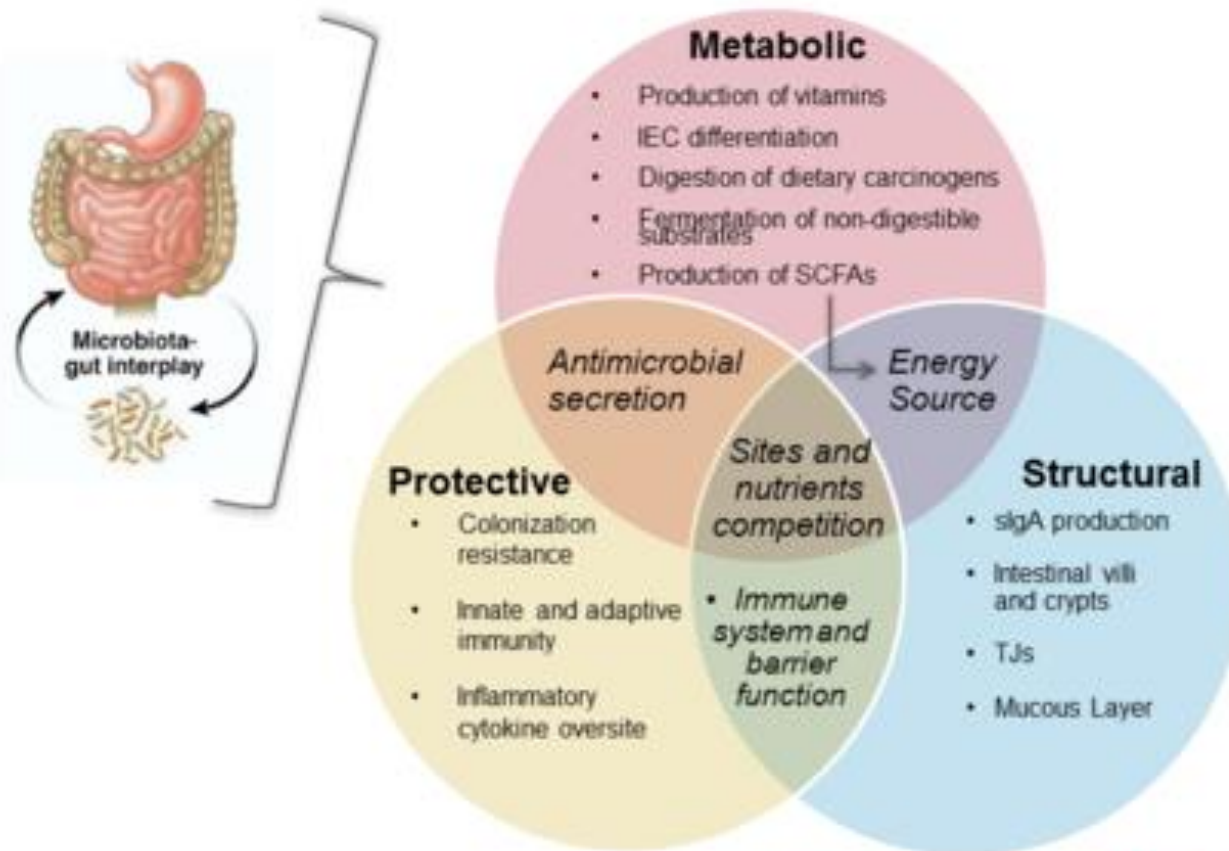 Microbiota-
gut interplay
Metabolic
• Production of vitamins
• IEC differentiation
• Digestion of dietary carcinogens
• Fermentation of non-digestible
substrates
• Production of SCFAs
Antimicrobial
secretion
Energy
Source
Sites and
nutrients
competition
Protective
• Colonization
resistance
• Innate and adaptive
immunity
• Inflammatory
cytokine oversite
• Immune
system and
barrier
function
Structural
• sIgA production
• Intestinal villi
and crypts
• TJs
• Mucous Layer